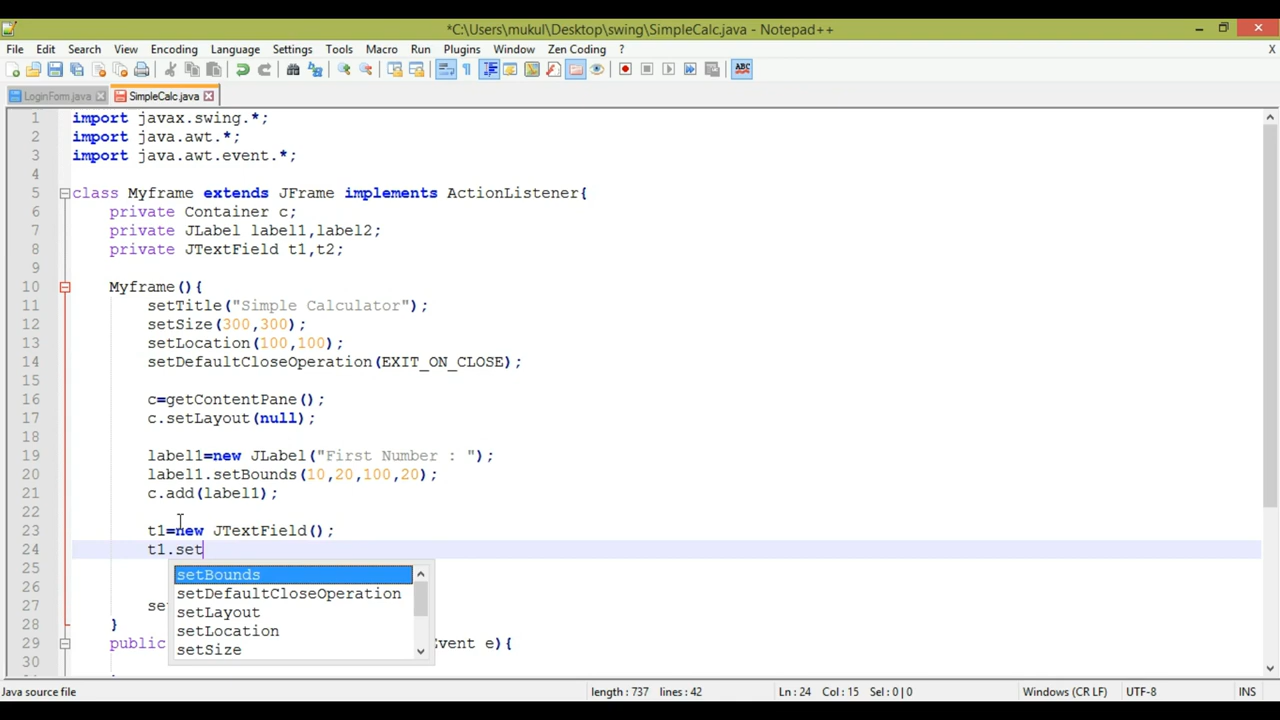 *C:\Users\mukul\Desktop\swing\SimpleCalc.java - Notepad++
File Edit Search View Encoding Language Settings Tools Macro Run Plugins Window Zen Coding ? X
LoginForm.java SimpleCalc.java
1 import javax.swing.*;
2 import java.awt.*;
3 import java.awt.event.*;
4
5 class Myframe extends JFrame implements ActionListener{
6 private Container c;
7 private JLabel label1,label2;
8 private JTextField t1,t2;
9
10 Myframe(){
11 setTitle("Simple Calculator");
12 setSize(300,300);
13 setLocation(100,100);
14 setDefaultCloseOperation(EXIT_ON_CLOSE);
15
16 c=getContentPane();
17 c.setLayout(null);
18
19 label1=new JLabel("First Number : ");
20 label1.setBounds(10,20,100,20);
21 c.add(label1);
22
23 t1=new JTextField();
24 t1.set
25 setBounds
26 setDefaultCloseOperation
setLayout
27 se
28 }
setLocation
29 public Event e){
setSize
30
Java source file length : 737 lines : 42 Ln : 24 Col : 15 Sel : 0 | 0 Windows (CR LF) UTF-8 INS